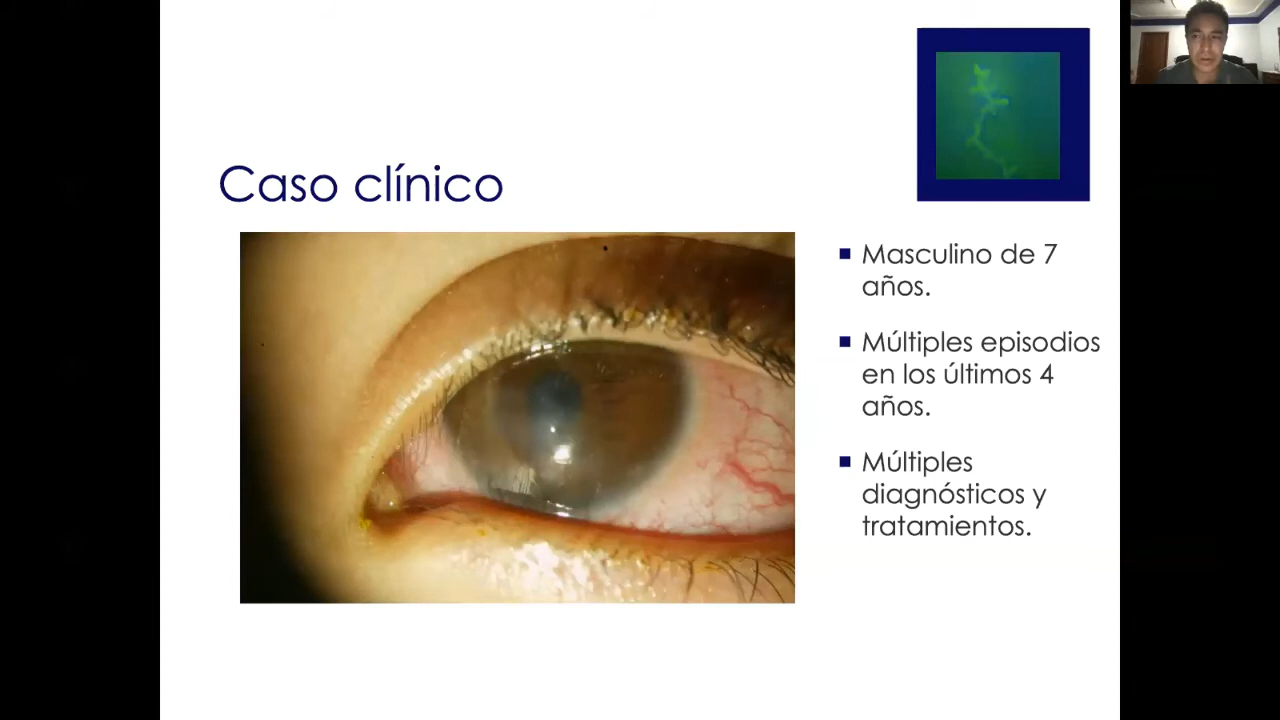 Caso clínico
Masculino de 7
años.
Múltiples episodios
en los últimos 4
años.
Múltiples
diagnósticos y
tratamientos.